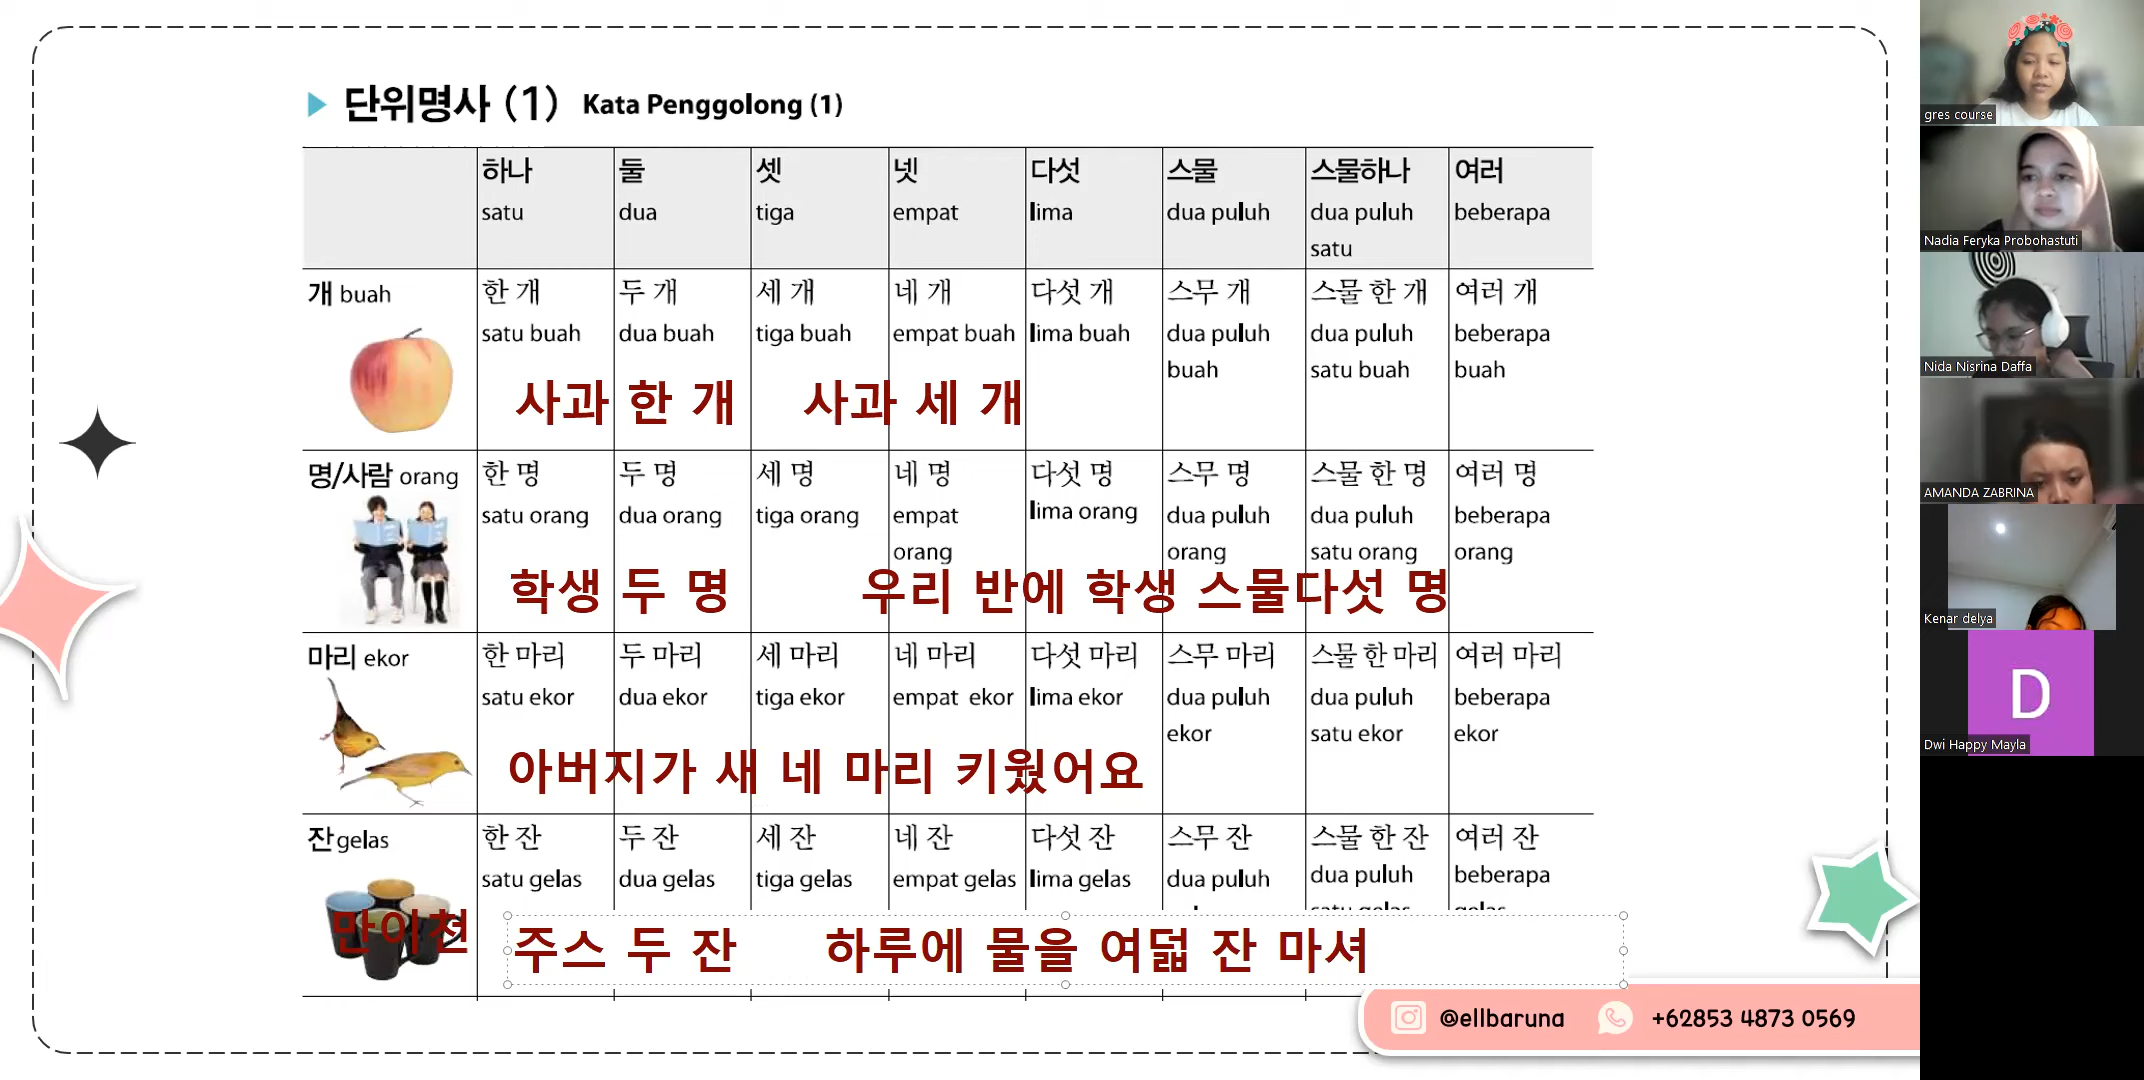 단위명사 (1) Kata Penggolong (1)
하나 둘 셋 넷 다섯 스물 스물하나 여러
satu dua tiga empat lima dua puluh dua puluh satu beberapa
개 buah 한 개 두 개 세 개 네 개 다섯 개 스무 개 스물 한 개 여러 개
satu buah dua buah tiga buah empat buah lima buah dua puluh buah dua puluh satu buah beberapa buah
사과 한 개 사과 세 개
명/사람 orang 한 명 두 명 세 명 네 명 다섯 명 스무 명 스물 한 명 여러 명
satu orang dua orang tiga orang empat orang lima orang dua puluh orang dua puluh satu orang beberapa orang
학생 두 명 우리 반에 학생 스물다섯 명
마리 ekor 한 마리 두 마리 세 마리 네 마리 다섯 마리 스무 마리 스물 한 마리 여러 마리
satu ekor dua ekor tiga ekor empat ekor lima ekor dua puluh ekor dua puluh satu ekor beberapa ekor
아버지가 새 네 마리 키웠어요
잔 gelas 한 잔 두 잔 세 잔 네 잔 다섯 잔 스무 잔 스물 한 잔 여러 잔
satu gelas dua gelas tiga gelas empat gelas lima gelas dua puluh dua puluh beberapa
만이천
주스 두 잔 하루에 물을 여덟 잔 마셔
@ellbaruna +62853 4873 0569
gres course
Nadia Feryka Probohastuti
Nida Nisrina Daffa
AMANDA ZABRINA
Kenar delya
D
Dwi Happy Mayla